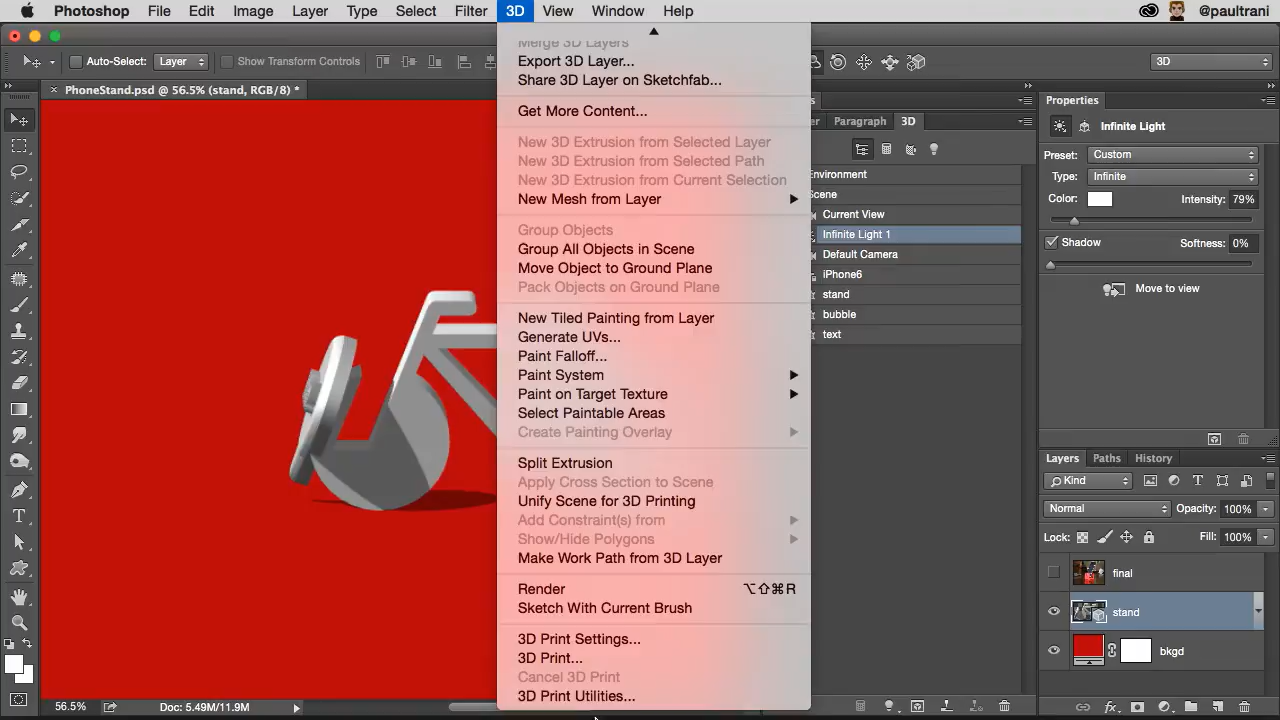 Photoshop File Edit Image Layer Type Select Filter 3D View Window Help @paultrani
Auto-Select: Layer Show Transform Controls 3D
PhoneStand.psd @ 56.5% (stand, RGB/8) *
Merge 3D Layers
Export 3D Layer...
Share 3D Layer on Sketchfab...
Get More Content...
New 3D Extrusion from Selected Layer
New 3D Extrusion from Selected Path
New 3D Extrusion from Current Selection
New Mesh from Layer
Group Objects
Group All Objects in Scene
Move Object to Ground Plane
Pack Objects on Ground Plane
New Tiled Painting from Layer
Generate UVs...
Paint Falloff...
Paint System
Paint on Target Texture
Select Paintable Areas
Create Painting Overlay
Split Extrusion
Apply Cross Section to Scene
Unify Scene for 3D Printing
Add Constraint(s) from
Show/Hide Polygons
Make Work Path from 3D Layer
Render ⌥⇧⌘R
Sketch With Current Brush
3D Print Settings...
3D Print...
Cancel 3D Print
3D Print Utilities...
Paragraph 3D
Scene
Current View
Infinite Light 1
Default Camera
iPhone6
stand
bubble
text
Properties
Infinite Light
Preset: Custom
Type: Infinite
Color: Intensity: 79%
Shadow Softness: 0%
Move to view
Layers Paths History
Kind
Normal Opacity: 100%
Lock: Fill: 100%
final
stand
bkgd
56.5% Doc: 5.49M/11.9M